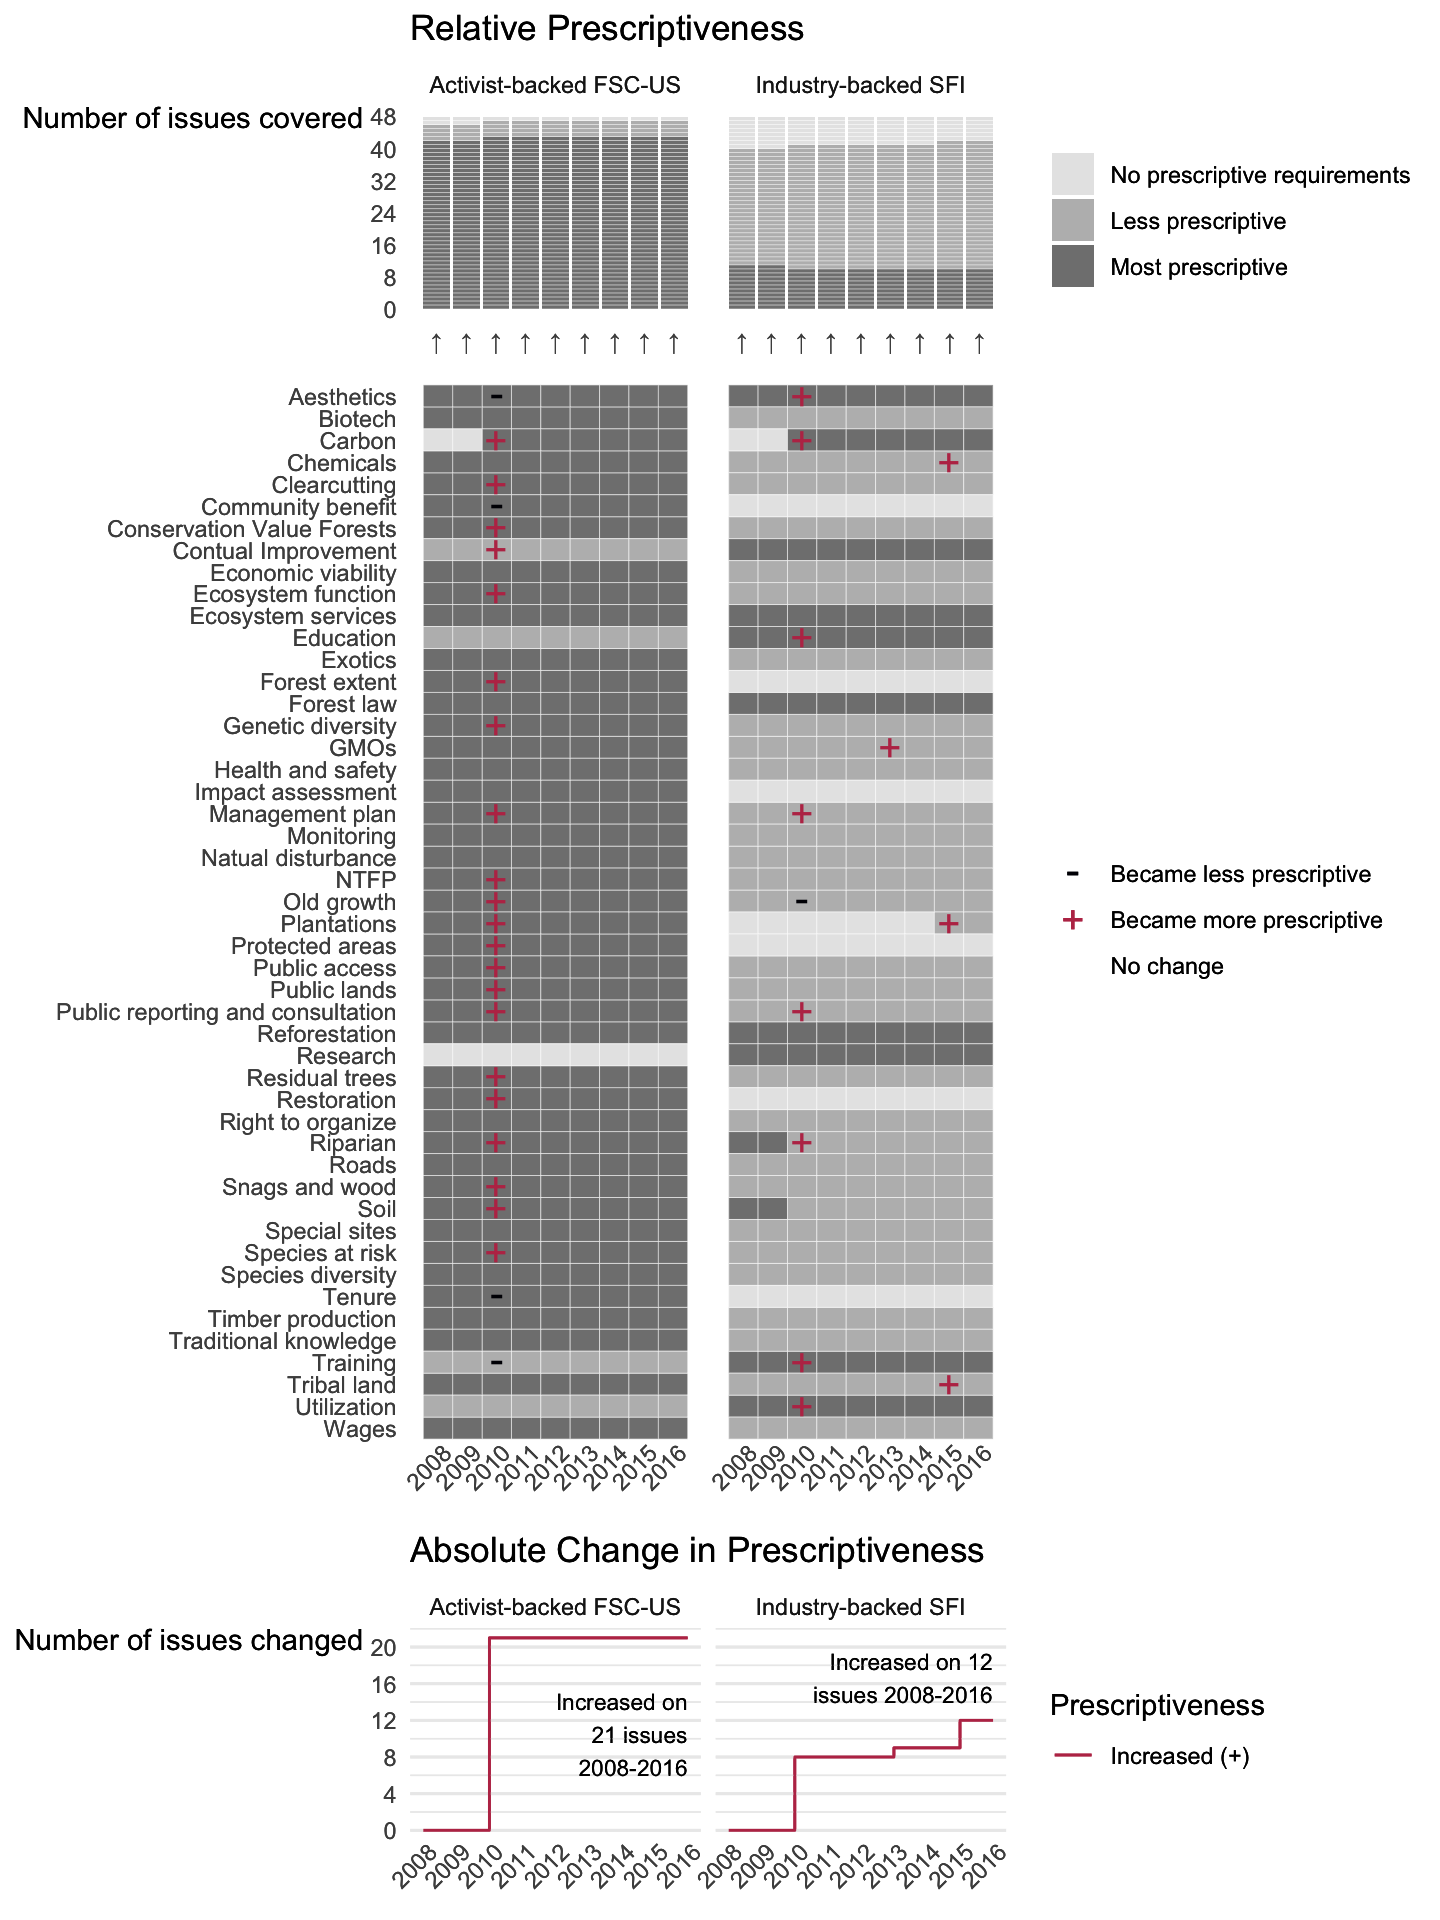 Relative Prescriptiveness
Activist-backed FSC-US
Industry-backed SFI
Number of issues covered
48
40
32
24
16
8
0
No prescriptive requirements
Less prescriptive
Most prescriptive
↑ ↑ ↑ ↑ ↑ ↑ ↑ ↑ ↑
↑ ↑ ↑ ↑ ↑ ↑ ↑ ↑ ↑
Aesthetics
Biotech
Carbon
Chemicals
Clearcutting
Community benefit
Conservation Value Forests
Contual Improvement
Economic viability
Ecosystem function
Ecosystem services
Education
Exotics
Forest extent
Forest law
Genetic diversity
GMOs
Health and safety
Impact assessment
Management plan
Monitoring
Natual disturbance
NTFP
Old growth
Plantations
Protected areas
Public access
Public lands
Public reporting and consultation
Reforestation
Research
Residual trees
Restoration
Right to organize
Riparian
Roads
Snags and wood
Soil
Special sites
Species at risk
Species diversity
Tenure
Timber production
Traditional knowledge
Training
Tribal land
Utilization
Wages
2008 2009 2010 2011 2012 2013 2014 2015 2016
2008 2009 2010 2011 2012 2013 2014 2015 2016
- Became less prescriptive
+ Became more prescriptive
No change
Absolute Change in Prescriptiveness
Activist-backed FSC-US
Industry-backed SFI
Number of issues changed
20
16
12
8
4
0
Increased on
21 issues
2008-2016
Increased on 12
issues 2008-2016
2008 2009 2010 2011 2012 2013 2014 2015 2016
2008 2009 2010 2011 2012 2013 2014 2015 2016
Prescriptiveness
Increased (+)